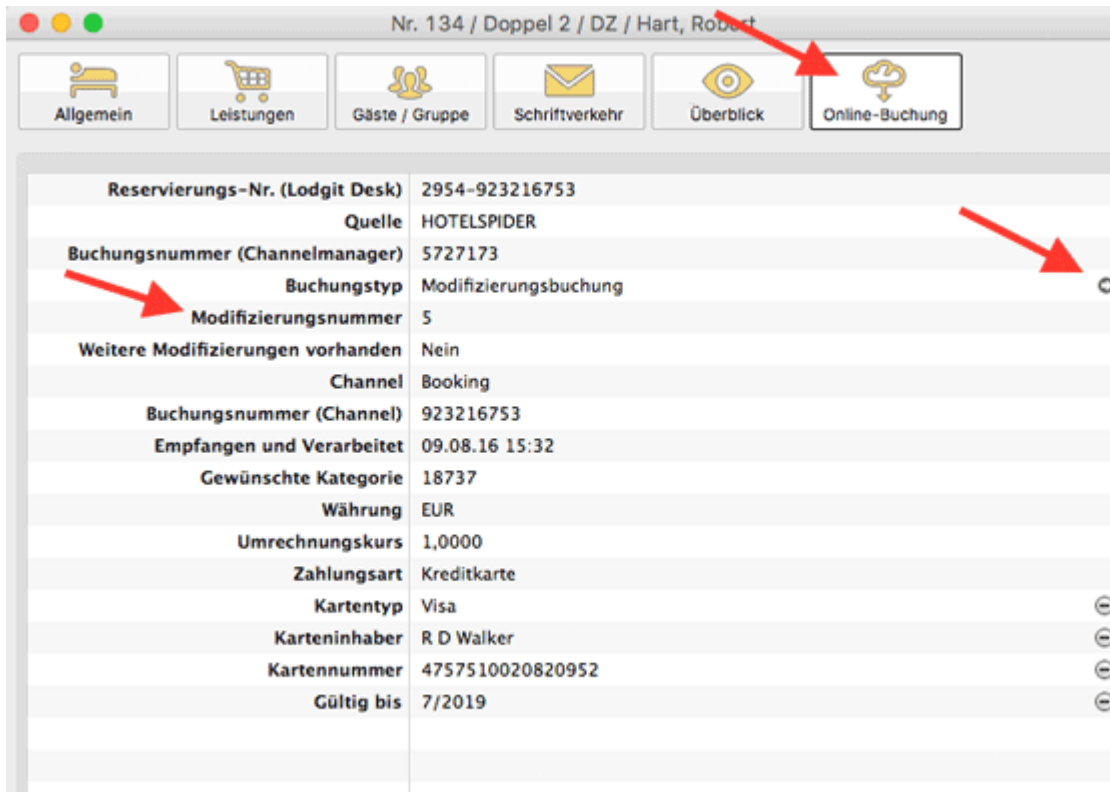 Nr. 134 / Doppel 2 / DZ / Hart, Robert
Allgemein Leistungen Gäste / Gruppe Schriftverkehr Überblick Online-Buchung
Reservierungs-Nr. (Lodgit Desk) 2954-923216753
Quelle HOTELSPIDER
Buchungsnummer (Channelmanager) 5727173
Buchungstyp Modifizierungsbuchung
Modifizierungsnummer 5
Weitere Modifizierungen vorhanden Nein
Channel Booking
Buchungsnummer (Channel) 923216753
Empfangen und Verarbeitet 09.08.16 15:32
Gewünschte Kategorie 18737
Währung EUR
Umrechnungskurs 1,0000
Zahlungsart Kreditkarte
Kartentyp Visa
Karteninhaber R D Walker
Kartennummer 4757510020820952
Gültig bis 7/2019